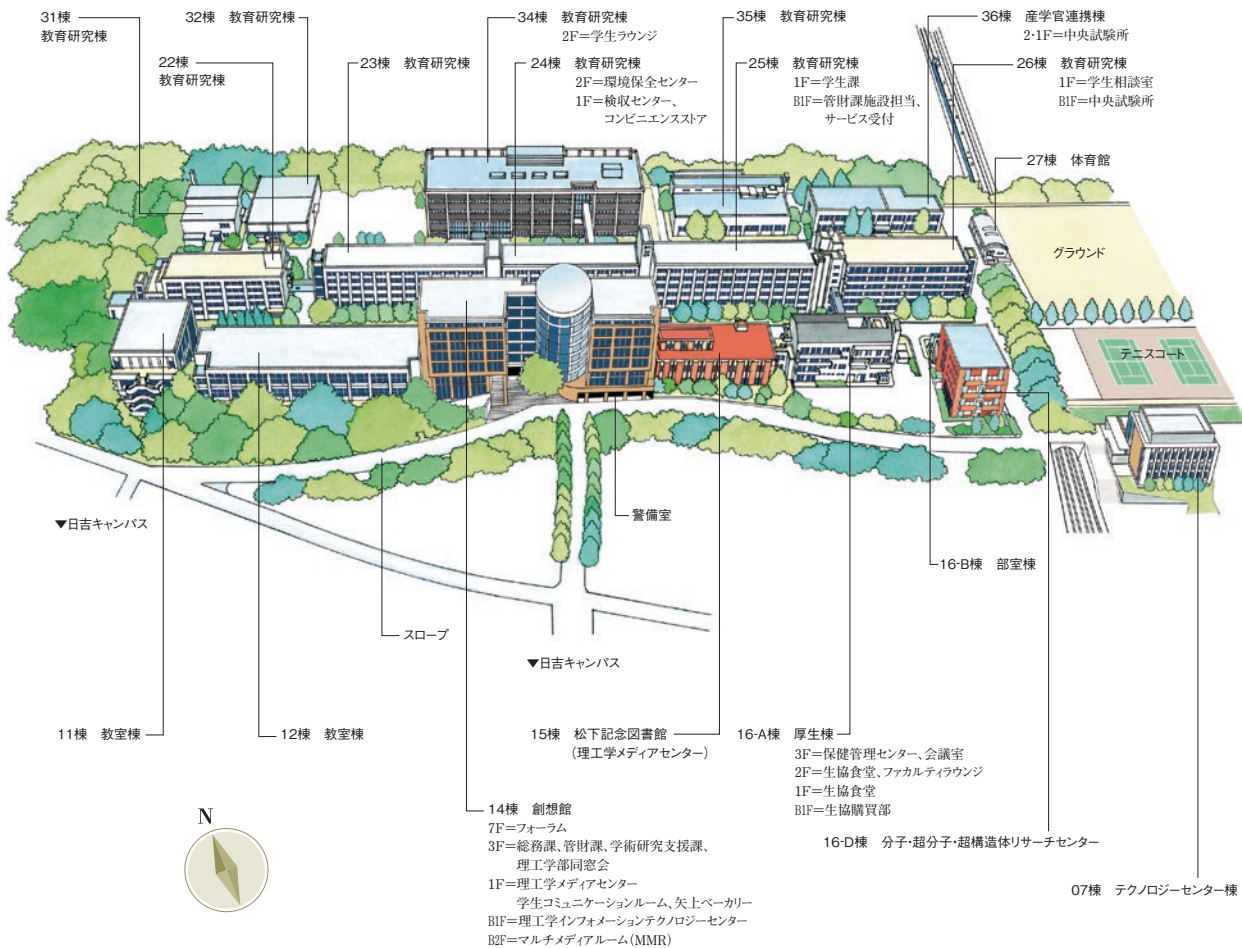 31棟 教育研究棟
32棟 教育研究棟
34棟 教育研究棟
2F=学生ラウンジ
35棟 教育研究棟
36棟 産学官連携棟
2・1F=中央試験所
22棟
教育研究棟
23棟 教育研究棟
24棟 教育研究棟
2F=環境保全センター
1F=検収センター、
コンビニエンスストア
25棟 教育研究棟
1F=学生課
B1F=管財課施設担当、
サービス受付
26棟 教育研究棟
1F=学生相談室
B1F=中央試験所
27棟 体育館
グラウンド
テニスコート
▼日吉キャンパス
警備室
16-B棟 部室棟
スロープ
▼日吉キャンパス
11棟 教室棟
12棟 教室棟
15棟 松下記念図書館
(理工学メディアセンター)
16-A棟 厚生棟
3F=保健管理センター、会議室
2F=生協食堂、ファカルティラウンジ
1F=生協食堂
B1F=生協購買部
14棟 創想館
7F=フォーラム
3F=総務課、管財課、学術研究支援課、
理工学部同窓会
1F=理工学メディアセンター
学生コミュニケーションルーム、矢上ベーカリー
B1F=理工学インフォメーションテクノロジーセンター
B2F=マルチメディアルーム(MMR)
16-D棟 分子・超分子・超構造体リサーチセンター
07棟 テクノロジーセンター棟
N